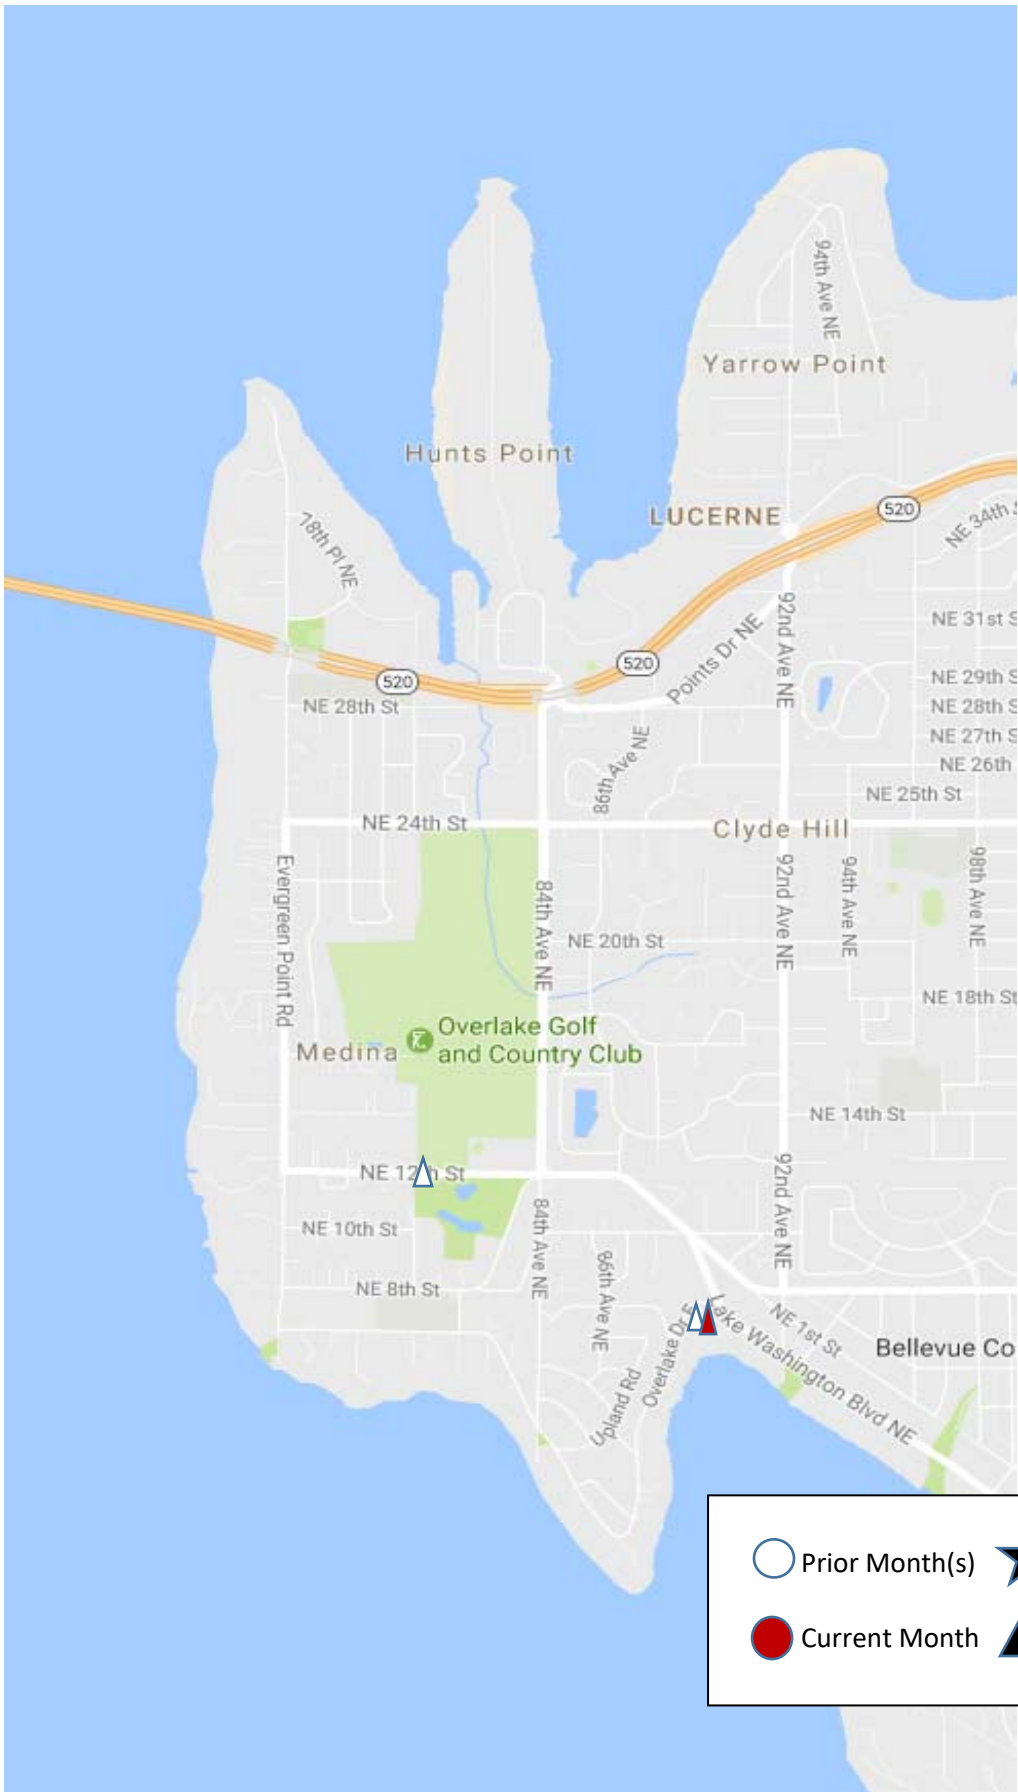 94th Ave NE
Yarrow Point
Hunts Point
LUCERNE
520
NE 34th
78th Pl NE
92nd Ave NE
NE 31st S
Points Dr NE
520
520
NE 29th S
NE 28th St
NE 28th S
NE 27th S
86th Ave NE
NE 26th
NE 25th St
NE 24th St
Clyde Hill
Evergreen Point Rd
84th Ave NE
92nd Ave NE
94th Ave NE
98th Ave NE
NE 20th St
NE 18th St
Overlake Golf
and Country Club
Medina
NE 14th St
NE 12th St
92nd Ave NE
84th Ave NE
NE 10th St
86th Ave NE
NE 8th St
Overlake Dr E
Lake Washington Blvd NE
NE 1st St
Bellevue Co
Upland Rd
Prior Month(s)
Current Month